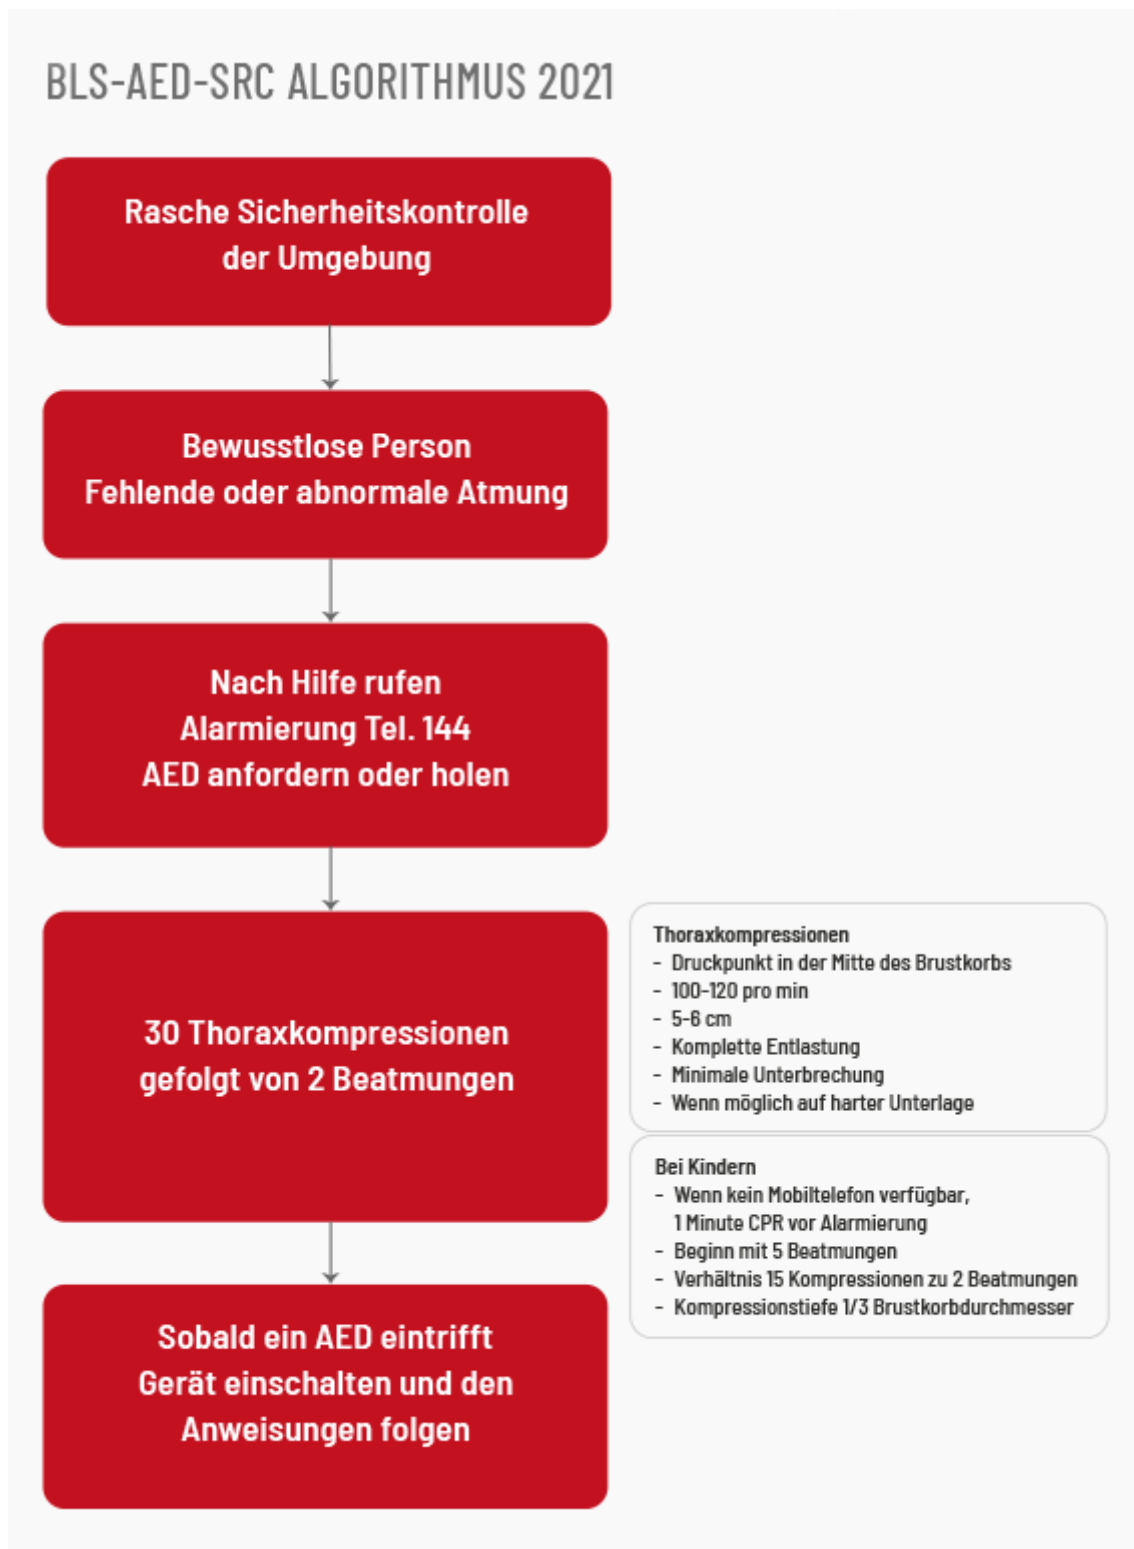 BLS-AED-SRC ALGORITHMUS 2021
Rasche Sicherheitskontrolle
der Umgebung
Bewusstlose Person
Fehlende oder abnormale Atmung
Nach Hilfe rufen
Alarmierung Tel. 144
AED anfordern oder holen
30 Thoraxkompressionen
gefolgt von 2 Beatmungen
Thoraxkompressionen
- Druckpunkt in der Mitte des Brustkorbs
- 100-120 pro min
- 5-6 cm
- Komplette Entlastung
- Minimale Unterbrechung
- Wenn möglich auf harter Unterlage
Bei Kindern
- Wenn kein Mobiltelefon verfügbar,
1 Minute CPR vor Alarmierung
- Beginn mit 5 Beatmungen
- Verhältnis 15 Kompressionen zu 2 Beatmungen
- Kompressionstiefe 1/3 Brustkorbdurchmesser
Sobald ein AED eintrifft
Gerät einschalten und den
Anweisungen folgen